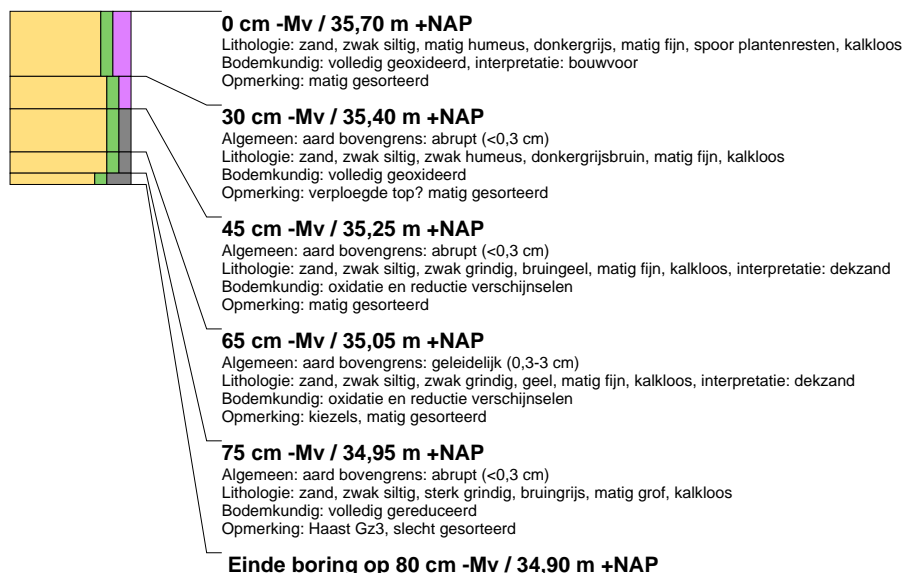 0 cm -Mv / 35,70 m +NAP
Lithologie: zand, zwak siltig, matig humeus, donkergrijs, matig fijn, spoor plantenresten, kalkloos
Bodemkundig: volledig geoxideerd, interpretatie: bouwvoor
Opmerking: matig gesorteerd
30 cm -Mv / 35,40 m +NAP
Algemeen: aard bovengrens: abrupt (<0,3 cm)
Lithologie: zand, zwak siltig, zwak humeus, donkergrijsbruin, matig fijn, kalkloos
Bodemkundig: volledig geoxideerd
Opmerking: verploegde top? matig gesorteerd
45 cm -Mv / 35,25 m +NAP
Algemeen: aard bovengrens: abrupt (<0,3 cm)
Lithologie: zand, zwak siltig, zwak grindig, bruingeel, matig fijn, kalkloos, interpretatie: dekzand
Bodemkundig: oxidatie en reductie verschijnselen
Opmerking: matig gesorteerd
65 cm -Mv / 35,05 m +NAP
Algemeen: aard bovengrens: geleidelijk (0,3-3 cm)
Lithologie: zand, zwak siltig, zwak grindig, geel, matig fijn, kalkloos, interpretatie: dekzand
Bodemkundig: oxidatie en reductie verschijnselen
Opmerking: kiezels, matig gesorteerd
75 cm -Mv / 34,95 m +NAP
Algemeen: aard bovengrens: abrupt (<0,3 cm)
Lithologie: zand, zwak siltig, sterk grindig, bruingrijs, matig grof, kalkloos
Bodemkundig: volledig gereduceerd
Opmerking: Haast Gz3, slecht gesorteerd
Einde boring op 80 cm -Mv / 34,90 m +NAP